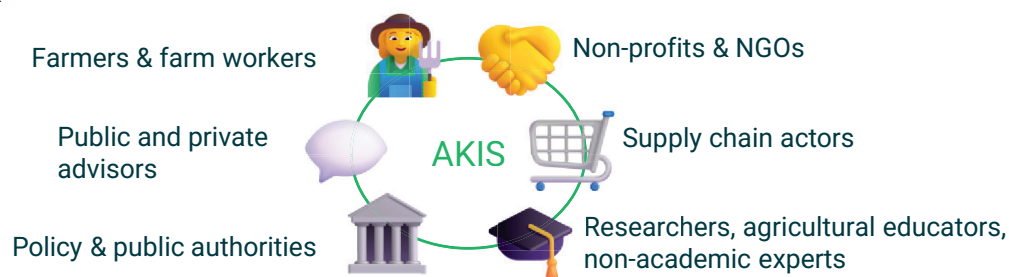 Farmers & farm workers
Non-profits & NGOs
Public and private
advisors
AKIS
Supply chain actors
Policy & public authorities
Researchers, agricultural educators,
non-academic experts